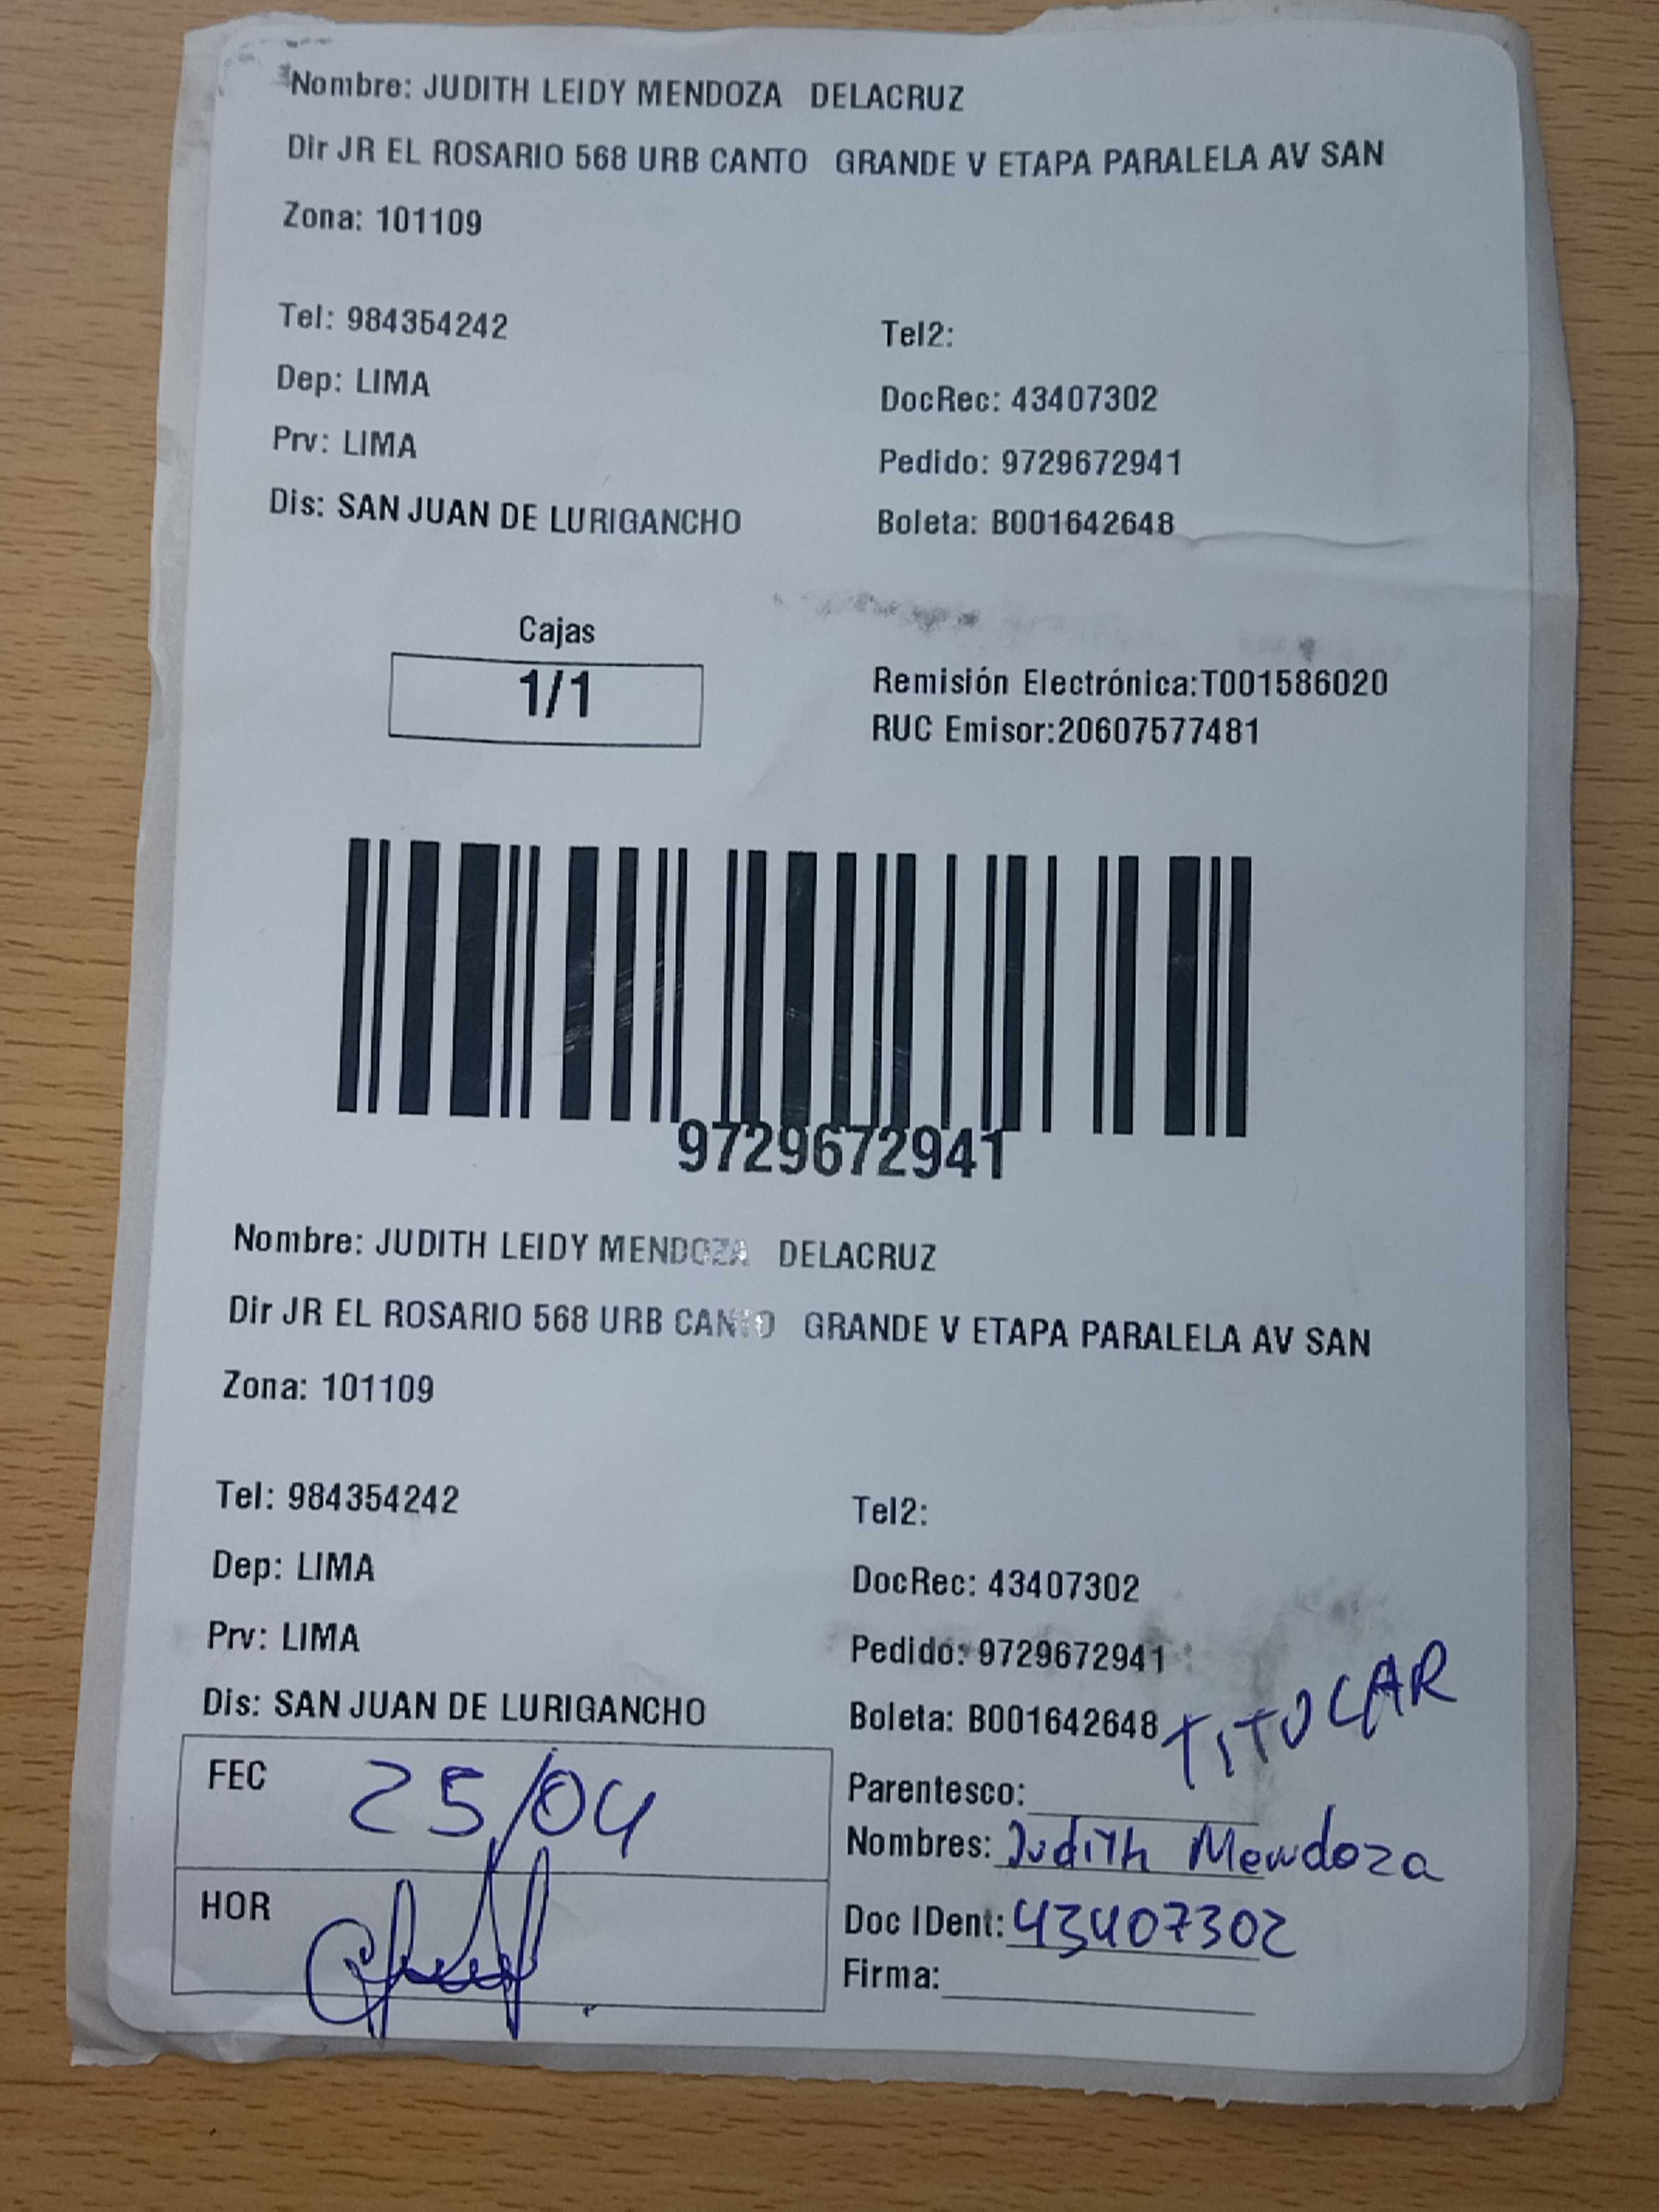 Nombre: JUDITH LEIDY MENDOZA DELACRUZ
Dir JR EL ROSARIO 568 URB CANTO GRANDE V ETAPA PARALELA AV SAN
Zona: 101109
Tel: 984354242
Tel2:
Dep: LIMA
DocRec: 43407302
Prv: LIMA
Pedido: 9729672941
Dis: SAN JUAN DE LURIGANCHO
Boleta: B001642648
Cajas
1/1
Remisión Electrónica:T001586020
RUC Emisor:20607577481
9729672941
Nombre: JUDITH LEIDY MENDOZA DELACRUZ
Dir JR EL ROSARIO 568 URB CANTO GRANDE V ETAPA PARALELA AV SAN
Zona: 101109
Tel: 984354242
Tel2:
Dep: LIMA
DocRec: 43407302
Prv: LIMA
Pedido: 9729672941
Dis: SAN JUAN DE LURIGANCHO
Boleta: B001642648
TITOCAR
FEC 25/04
Parentesco:
Nombres: Judith Mendoza
HOR
Doc IDent: 43407302
Firma: